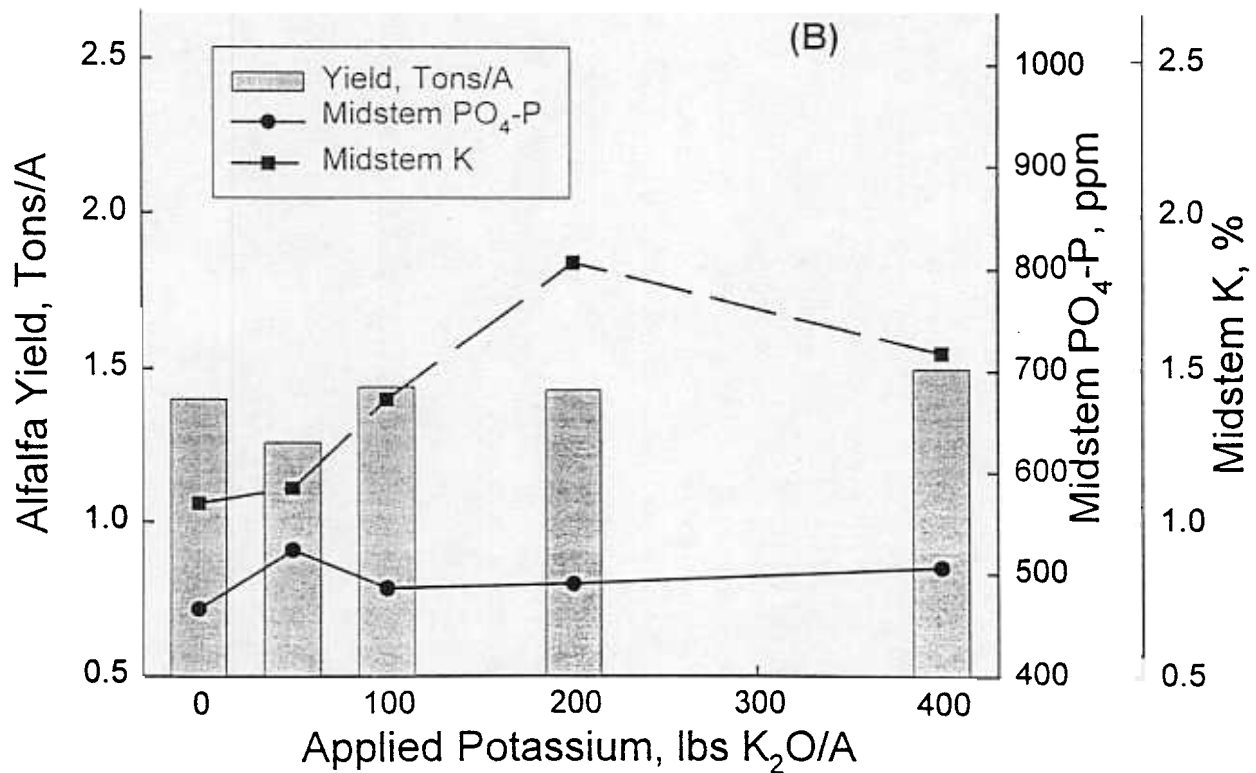 (B)
Yield, Tons/A
Midstem PO₄-P
Midstem K
Alfalfa Yield, Tons/A
2.5
2.0
1.5
1.0
0.5
0
100
200
300
400
Applied Potassium, lbs K₂O/A
1000
900
800
700
600
500
400
Midstem PO₄-P, ppm
2.5
2.0
1.5
1.0
0.5
Midstem K, %